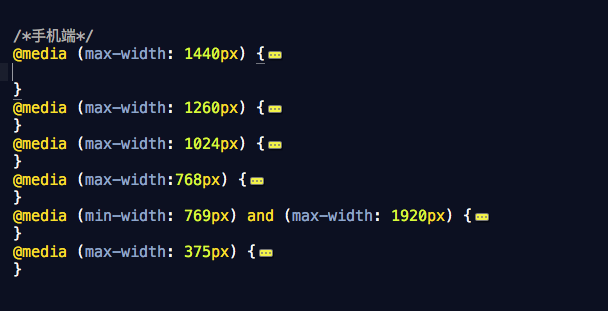 /*手机端*/
@media (max-width: 1440px) {
}
@media (max-width: 1260px) {
}
@media (max-width: 1024px) {
}
@media (max-width:768px) {
}
@media (min-width: 769px) and (max-width: 1920px) {
}
@media (max-width: 375px) {
}